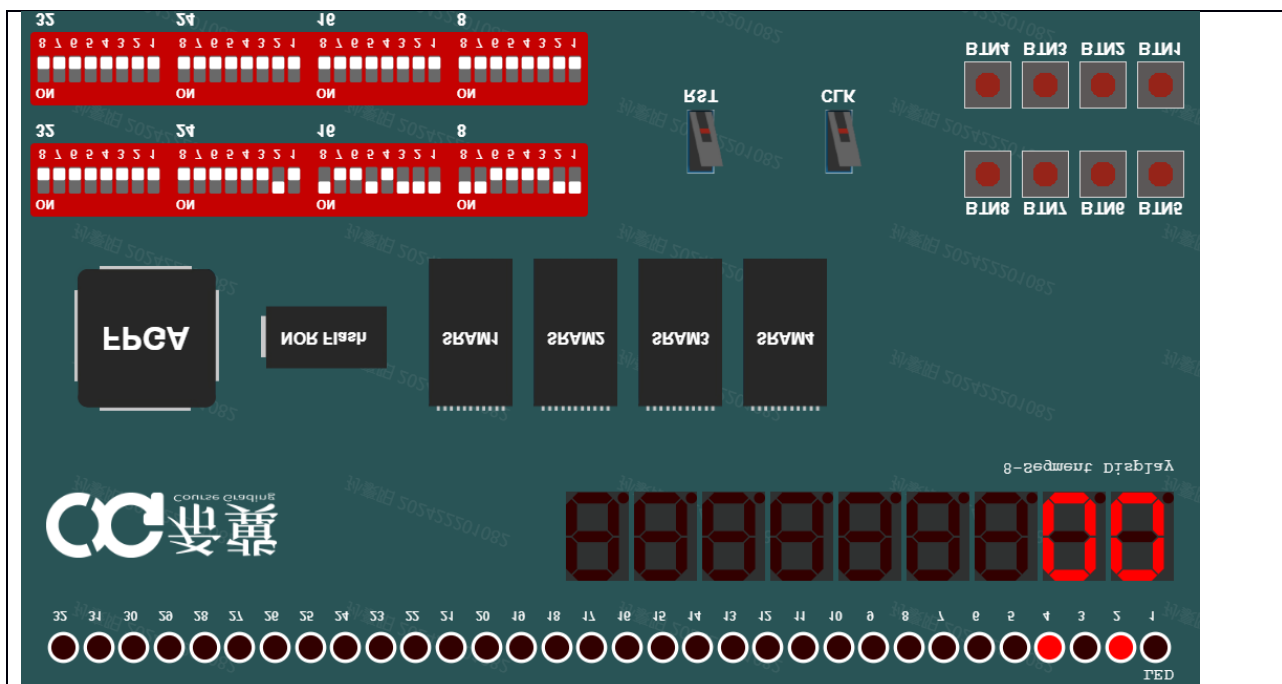 32 24 16 8
8 7 6 5 4 3 2 1 8 7 6 5 4 3 2 1 8 7 6 5 4 3 2 1 8 7 6 5 4 3 2 1
ON ON ON ON
32 24 16 8
8 7 6 5 4 3 2 1 8 7 6 5 4 3 2 1 8 7 6 5 4 3 2 1 8 7 6 5 4 3 2 1
ON ON ON ON
RST CLK
BTN4 BTN3 BTN2 BTN1
BTN8 BTN7 BTN6 BTN5
202422201082
FPGA
NOR Flash
SRAM1 SRAM2 SRAM3 SRAM4
8-Segment Display
Course Grading
希冀
00
32 31 30 29 28 27 26 25 24 23 22 21 20 19 18 17 16 15 14 13 12 11 10 9 8 7 6 5 4 3 2 1
LED